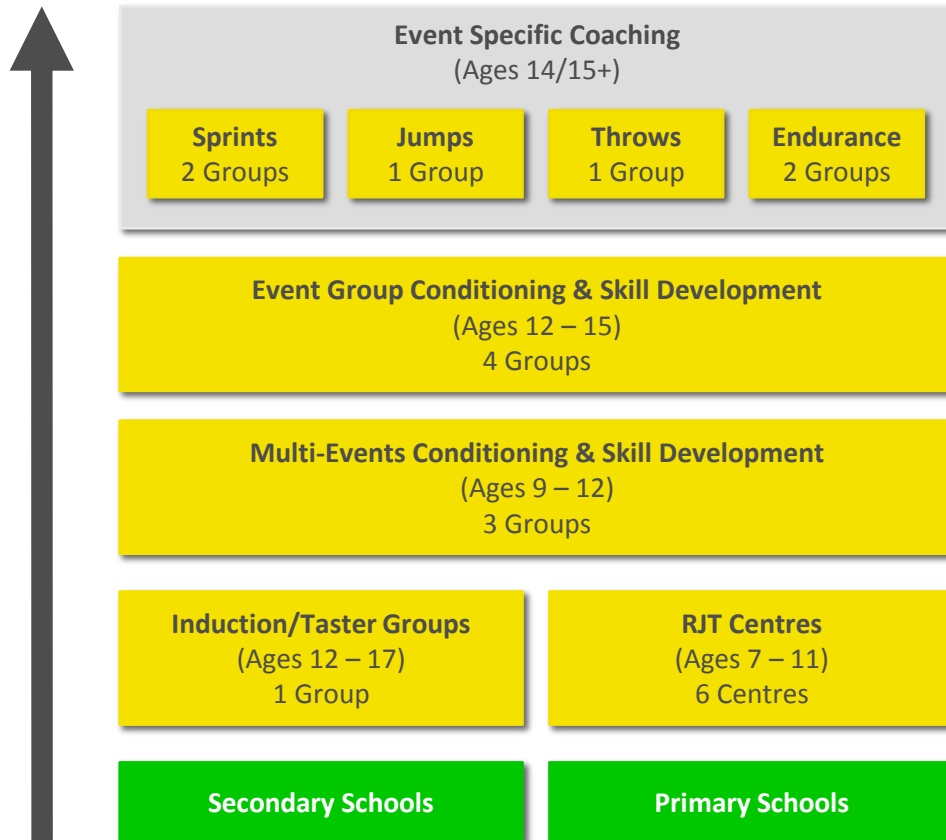 Event Specific Coaching
(Ages 14/15+)
Sprints
2 Groups
Jumps
1 Group
Throws
1 Group
Endurance
2 Groups
Event Group Conditioning & Skill Development
(Ages 12 – 15)
4 Groups
Multi-Events Conditioning & Skill Development
(Ages 9 – 12)
3 Groups
Induction/Taster Groups
(Ages 12 – 17)
1 Group
RJT Centres
(Ages 7 – 11)
6 Centres
Secondary Schools
Primary Schools